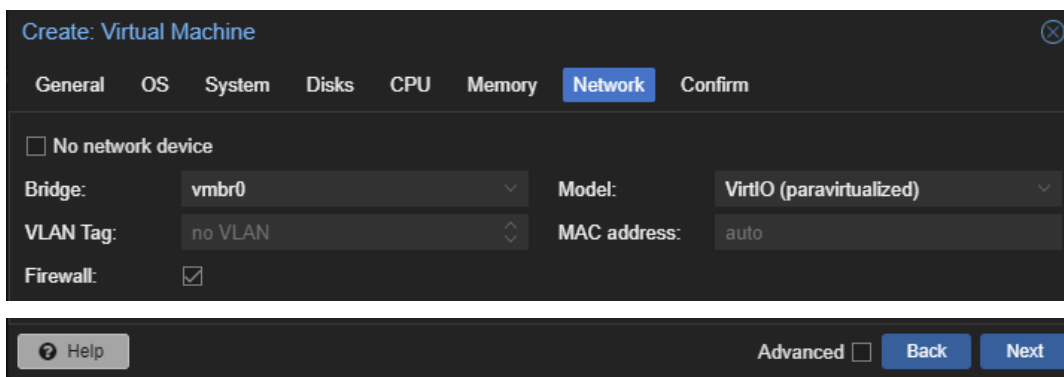 Create: Virtual Machine
General OS System Disks CPU Memory Network Confirm
No network device
Bridge: vmbr0 Model: VirtIO (paravirtualized)
VLAN Tag: no VLAN MAC address: auto
Firewall:
Help Advanced Back Next